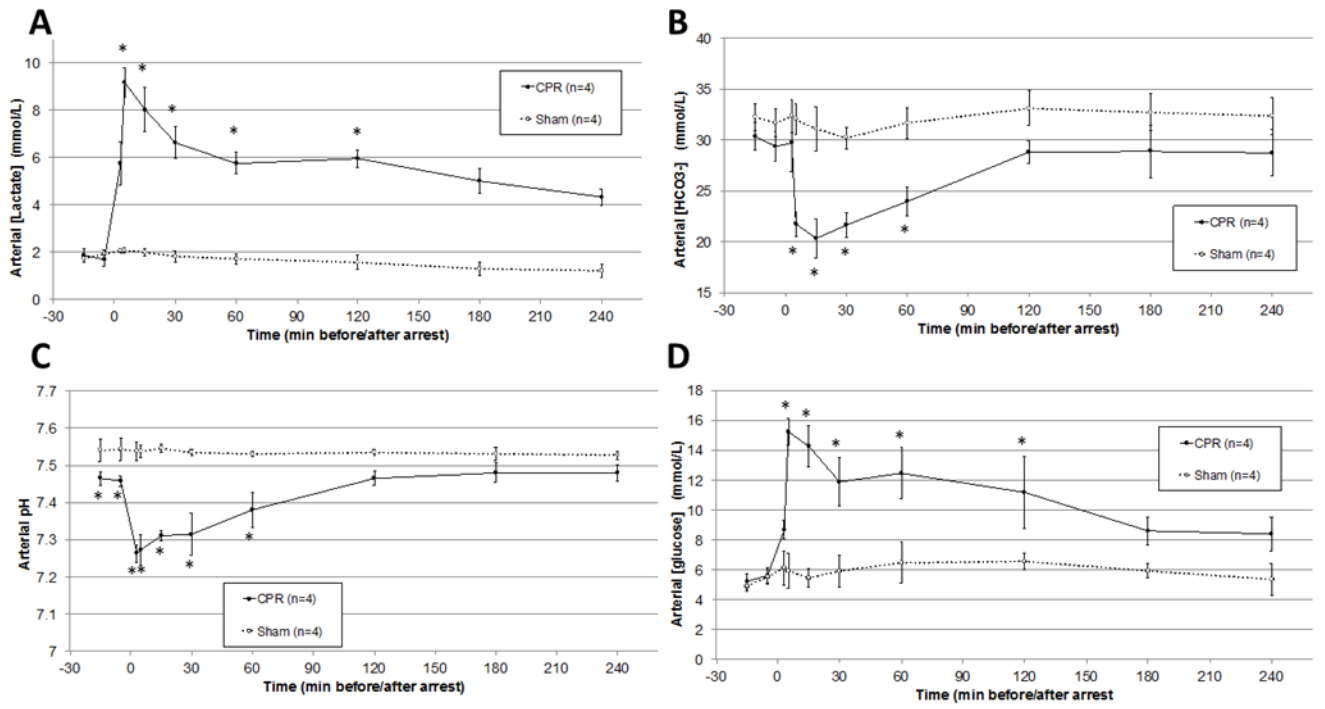 A
Arterial [Lactate] (mmol/L)
10
8
6
4
2
0
* * * * *
CPR (n=4)
Sham (n=4)
-30 0 30 60 90 120 150 180 210 240
Time (min before/after arrest)
B
Arterial [HCO3-] (mmol/L)
40
35
30
25
20
15
* * * *
CPR (n=4)
Sham (n=4)
-30 0 30 60 90 120 150 180 210 240
Time (min before/after arrest)
C
Arterial pH
7.7
7.6
7.5
7.4
7.3
7.2
7.1
7
* * * * * * *
CPR (n=4)
Sham (n=4)
-30 0 30 60 90 120 150 180 210 240
Time (min before/after arrest)
D
Arterial [glucose] (mmol/L)
18
16
14
12
10
8
6
4
2
0
* * * * *
CPR (n=4)
Sham (n=4)
-30 0 30 60 90 120 150 180 210 240
Time (min before/after arrest